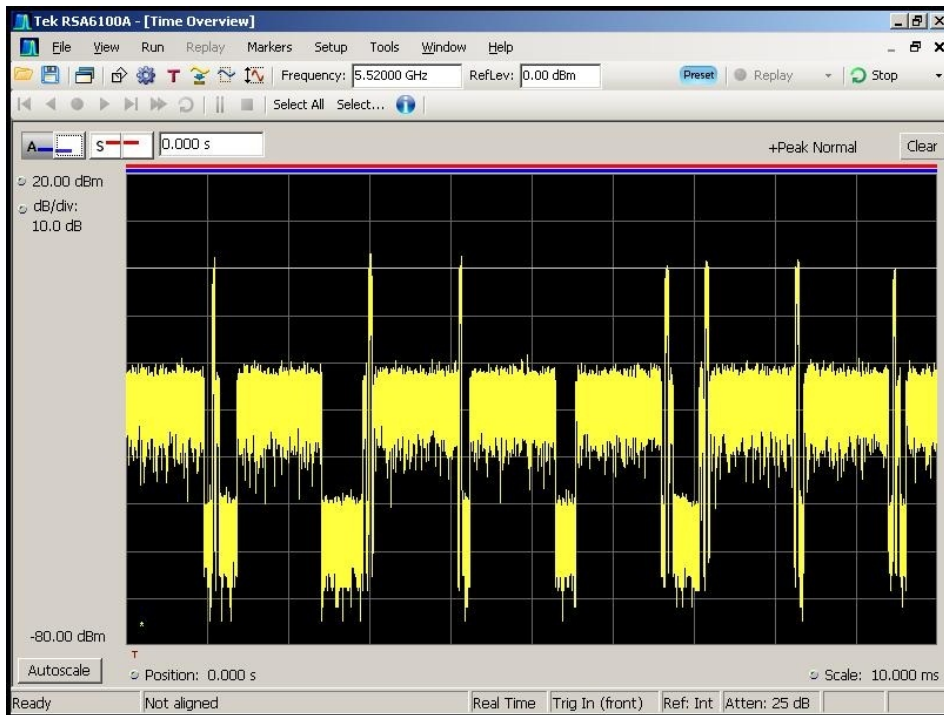 Tek RSA6100A - [Time Overview]
File View Run Replay Markers Setup Tools Window Help
T Frequency: 5.52000 GHz RefLev: 0.00 dBm Preset Replay Stop
Select All Select... i
A S 0.000 s +Peak Normal Clear
20.00 dBm
dB/div:
10.0 dB
-80.00 dBm
T
Autoscale Position: 0.000 s Scale: 10.000 ms
Ready Not aligned Real Time Trig In (front) Ref: Int Atten: 25 dB